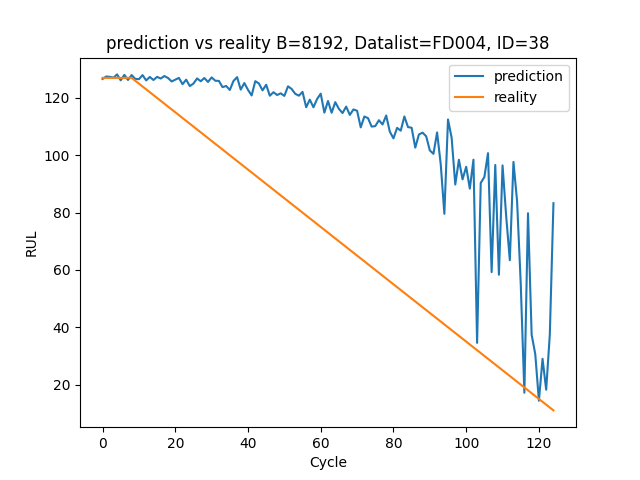 prediction vs reality B=8192, Datalist=FD004, ID=38
prediction
reality
120
100
80
60
40
20
RUL
0 20 40 60 80 100 120
Cycle